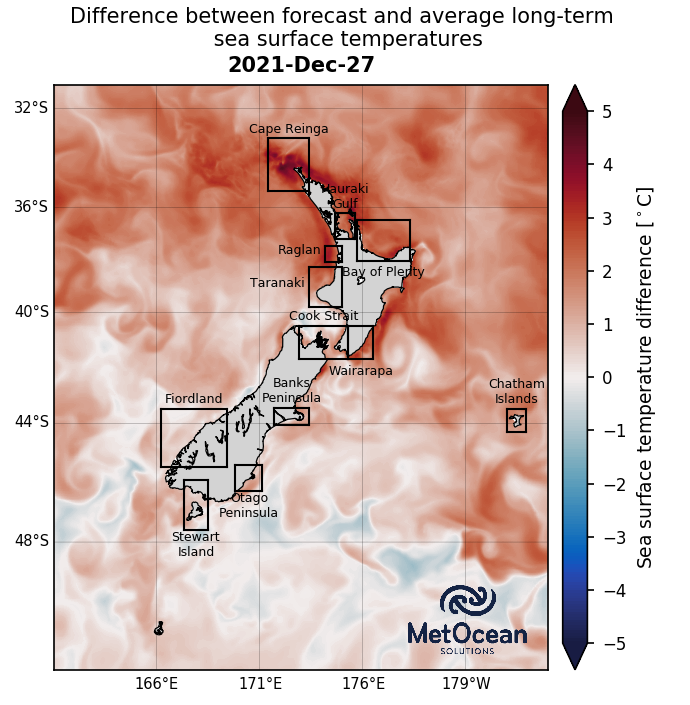 Difference between forecast and average long-term
sea surface temperatures
2021-Dec-27
32°S
36°S
40°S
44°S
48°S
Cape Reinga
Hauraki
Gulf
Raglan
Bay of Plenty
Taranaki
Cook Strait
Wairarapa
Banks
Peninsula
Fiordland
Chatham
Islands
Otago
Peninsula
Stewart
Island
MetOcean
SOLUTIONS
166°E
171°E
176°E
179°W
5
4
3
2
1
0
−1
−2
−3
−4
−5
Sea surface temperature difference [°C]